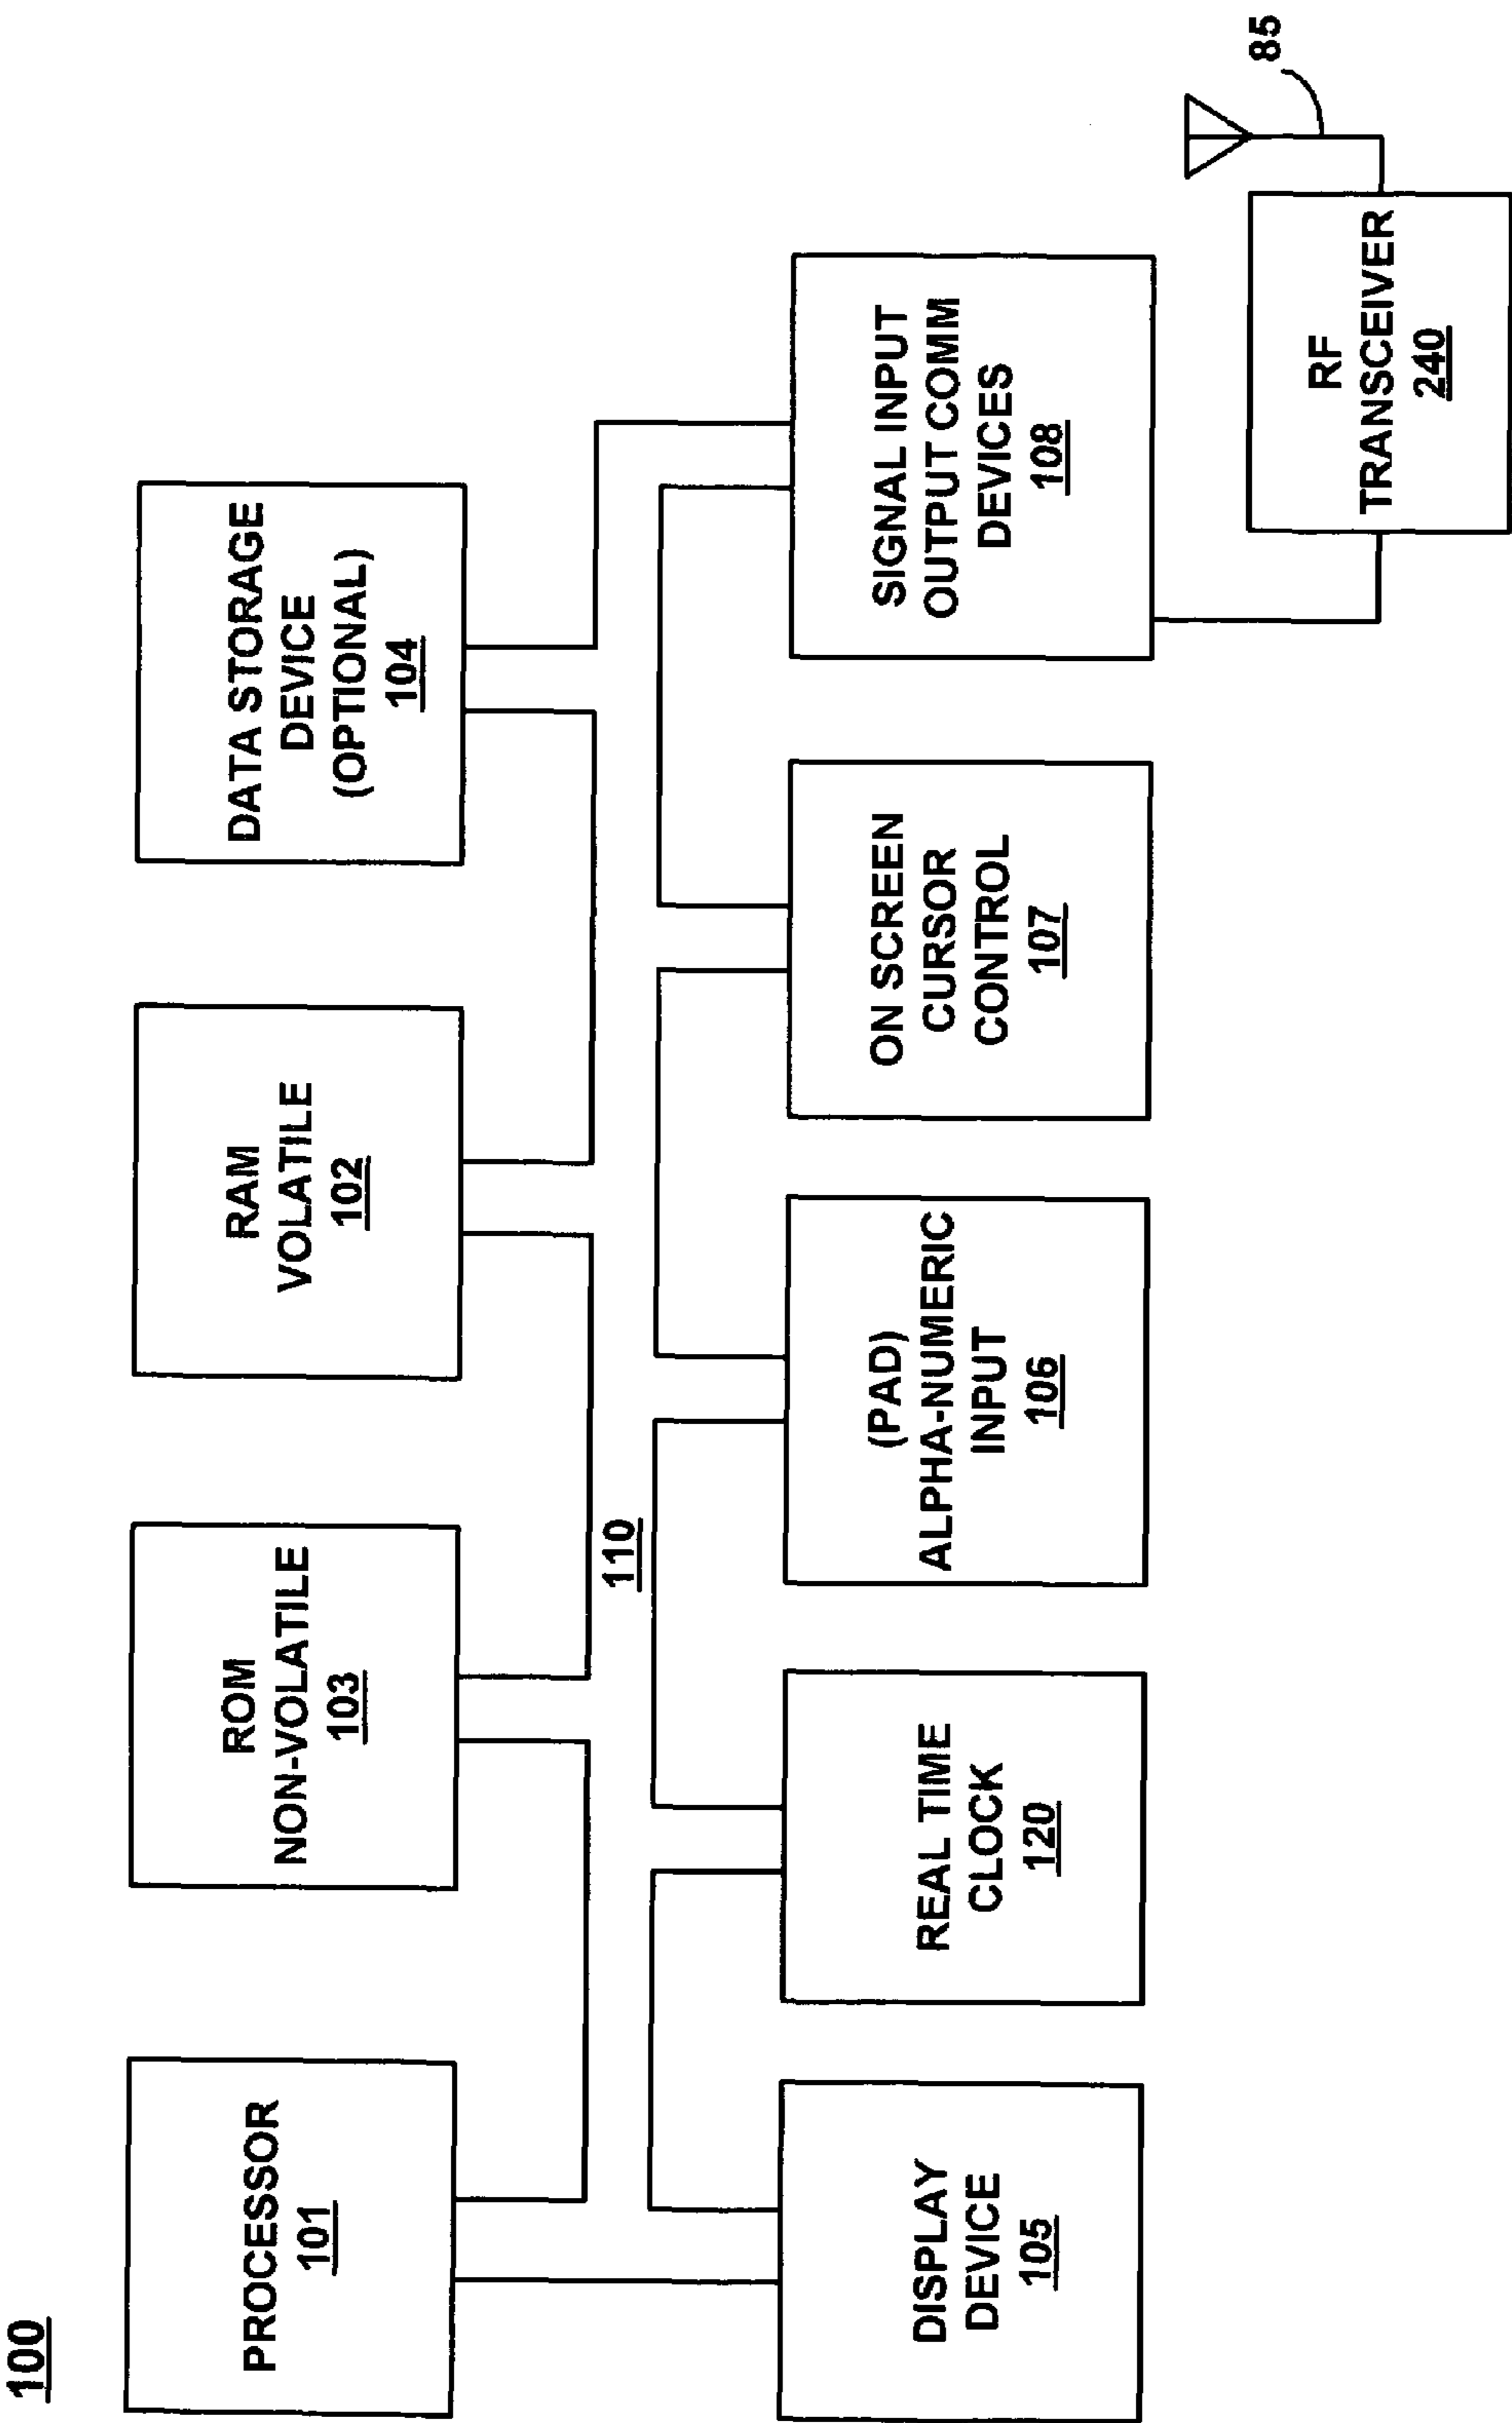 100
PROCESSOR
101
ROM
NON-VOLATILE
103
RAM
VOLATILE
102
DATA STORAGE
DEVICE
(OPTIONAL)
104
110
DISPLAY
DEVICE
105
REAL TIME
CLOCK
120
(PAD)
ALPHA-NUMERIC
INPUT
106
ON SCREEN
CURSOR
CONTROL
107
SIGNAL INPUT
OUTPUT COMM
DEVICES
108
RF
TRANSCEIVER
240
85